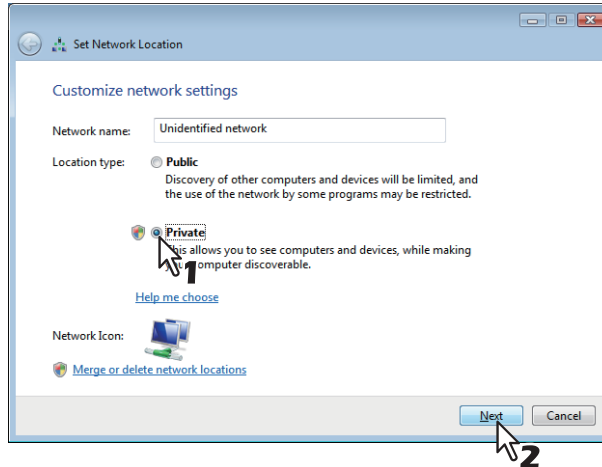 Set Network Location
Customize network settings
Network name:
Unidentified network
Location type:
Public
Discovery of other computers and devices will be limited, and
the use of the network by some programs may be restricted.
Private
This allows you to see computers and devices, while making
your computer discoverable.
1
Help me choose
Network Icon:
Merge or delete network locations
Next
Cancel
2